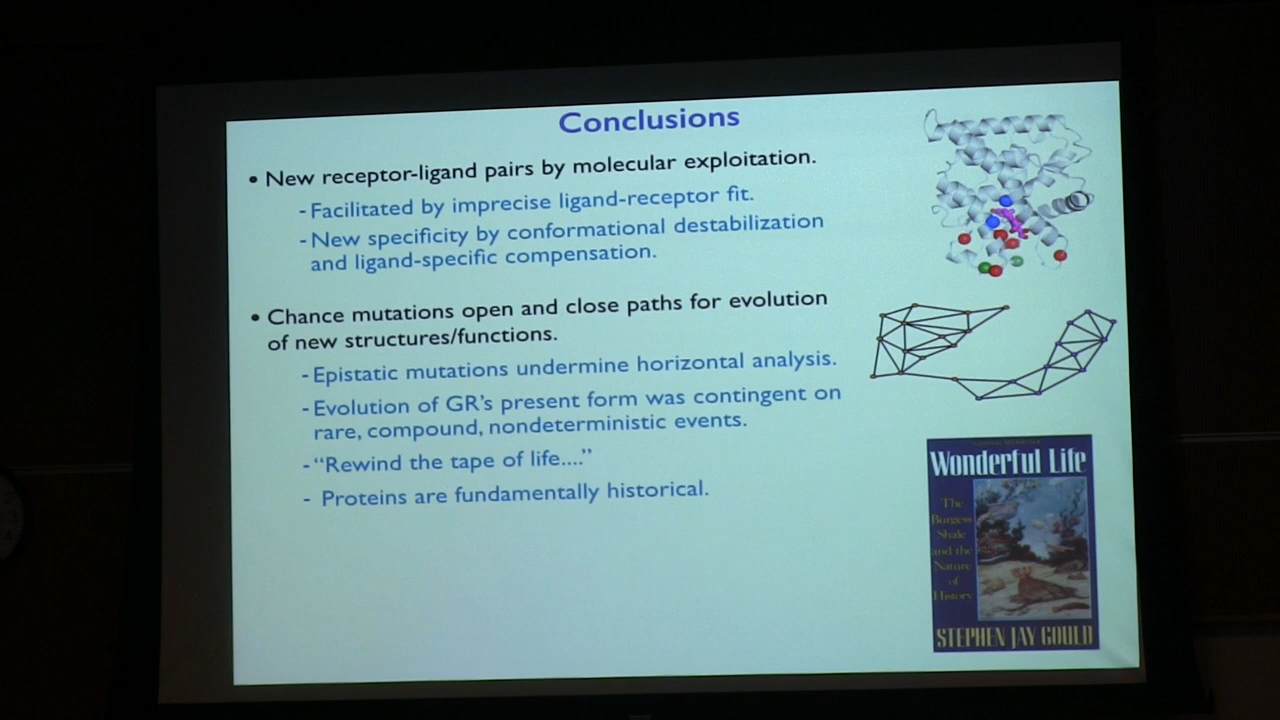 Conclusions
• New receptor-ligand pairs by molecular exploitation.
- Facilitated by imprecise ligand-receptor fit.
- New specificity by conformational destabilization
and ligand-specific compensation.
• Chance mutations open and close paths for evolution
of new structures/functions.
- Epistatic mutations undermine horizontal analysis.
- Evolution of GR's present form was contingent on
rare, compound, nondeterministic events.
- "Rewind the tape of life...."
- Proteins are fundamentally historical.
Wonderful Life
The
Burgess
Shale
and the
Nature
of
History
STEPHEN JAY GOULD